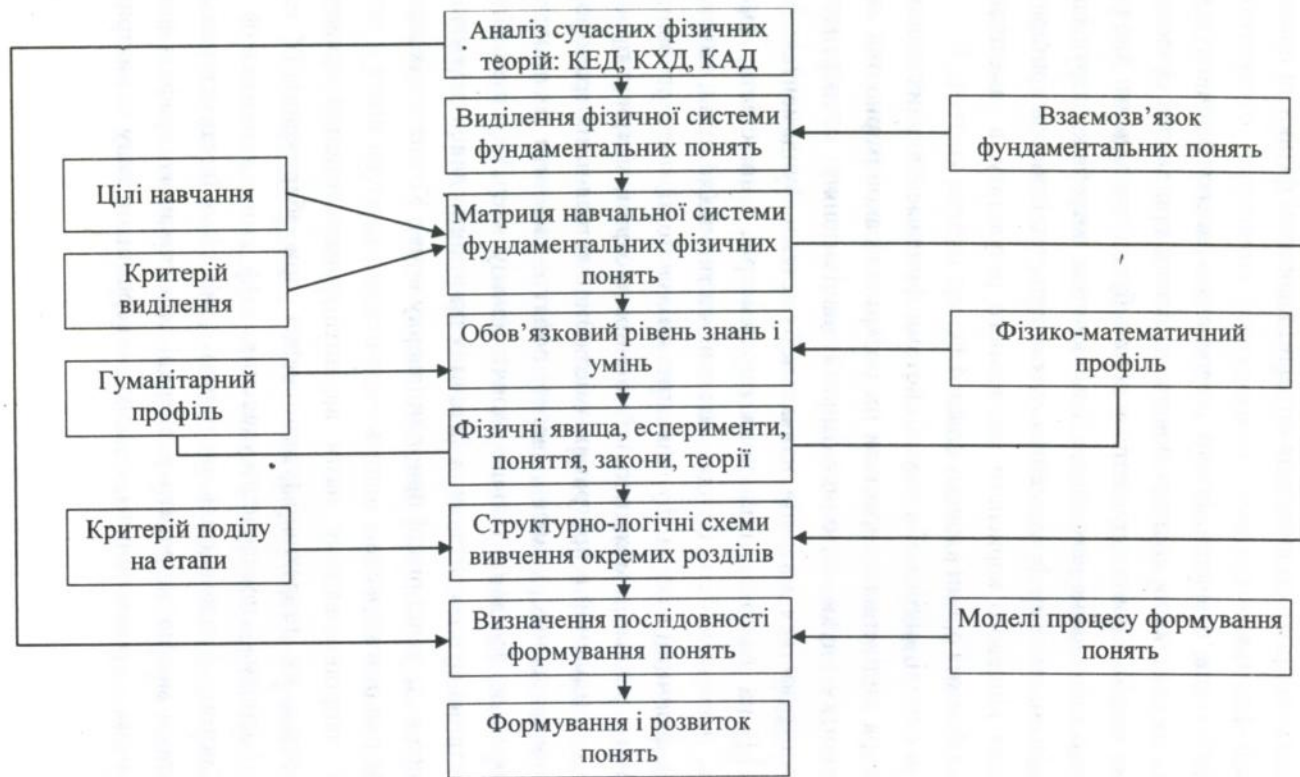 Аналіз сучасних фізичних
теорій: КЕД, КХД, КАД
Виділення фізичної системи
фундаментальних понять
Взаємозв'язок
фундаментальних понять
Цілі навчання
Матриця навчальної системи
фундаментальних фізичних
понять
Критерій
виділення
Обов'язковий рівень знань і
умінь
Фізико-математичний
профіль
Гуманітарний
профіль
Фізичні явища, есперименти,
поняття, закони, теорії
Критерій поділу
на етапи
Структурно-логічні схеми
вивчення окремих розділів
Визначення послідовності
формування понять
Моделі процесу формування
понять
Формування і розвиток
понять